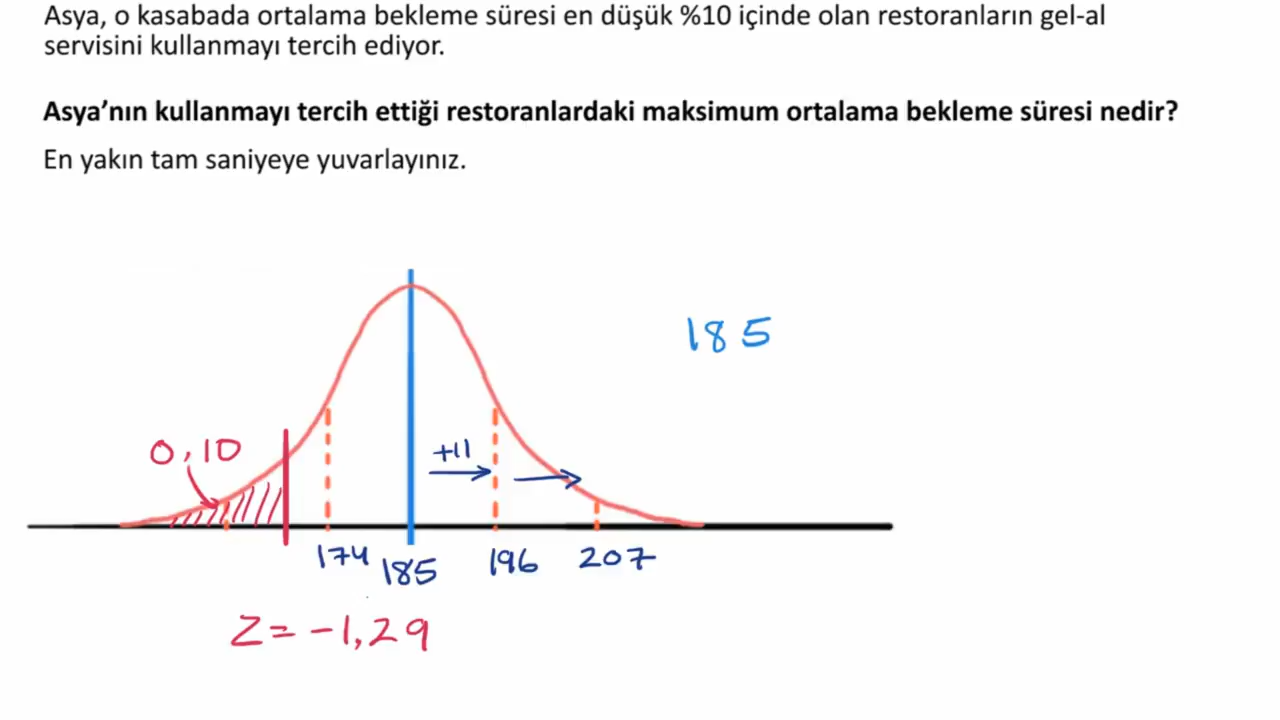 Asya, o kasabada ortalama bekleme süresi en düşük %10 içinde olan restoranların gel-al
servisini kullanmayı tercih ediyor.
Asya’nın kullanmayı tercih ettiği restoranlardaki maksimum ortalama bekleme süresi nedir?
En yakın tam saniyeye yuvarlayınız.
185
0,10
+11
174
185
196
207
Z = -1,29